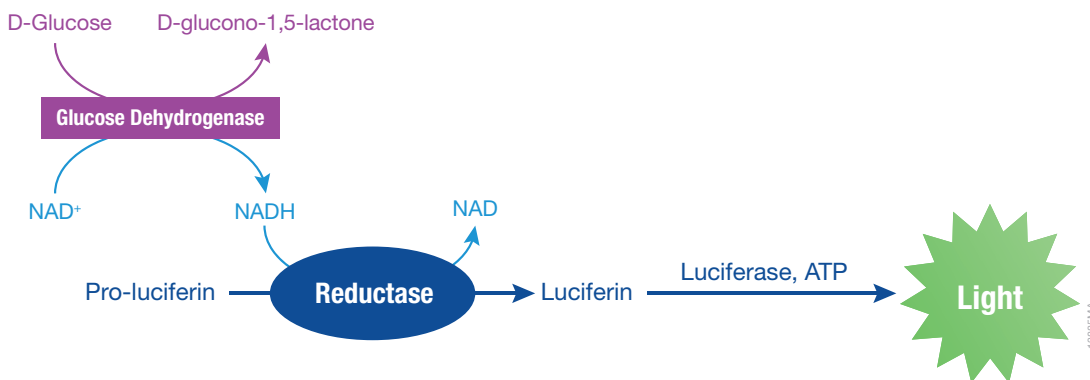 D-Glucose
D-glucono-1,5-lactone
Glucose Dehydrogenase
NAD⁺
NADH
NAD
Pro-luciferin
Reductase
Luciferin
Luciferase, ATP
Light